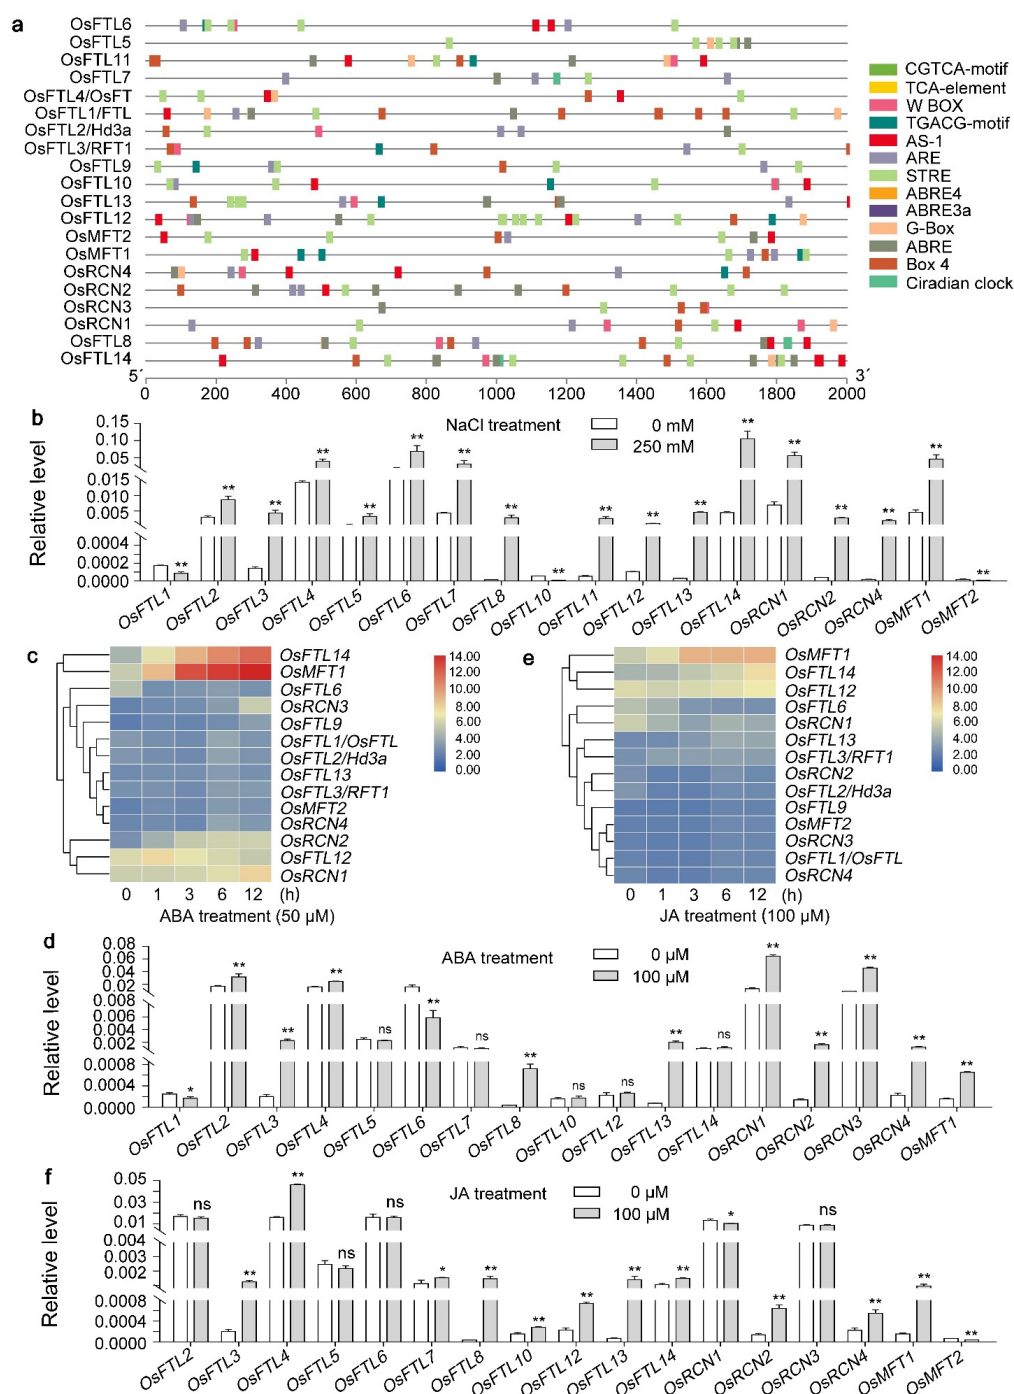 a
OsFTL6
OsFTL5
OsFTL11
OsFTL7
OsFTL4/OsFT
OsFTL1/FTL
OsFTL2/Hd3a
OsFTL3/RFT1
OsFTL9
OsFTL10
OsFTL13
OsFTL12
OsMFT2
OsMFT1
OsRCN4
OsRCN2
OsRCN3
OsRCN1
OsFTL8
OsFTL14
5´ 3´
0 200 400 600 800 1000 1200 1400 1600 1800 2000
CGTCA-motif
TCA-element
W BOX
TGACG-motif
AS-1
ARE
STRE
ABRE4
ABRE3a
G-Box
ABRE
Box 4
Ciradian clock
b
NaCl treatment
0 mM
250 mM
Relative level
0.15
0.05
0.015
0.010
0.005
0.0004
0.0002
0.0000
** ** ** ** ** ** ** ** ** ** ** ** ** ** ** ** ** **
OsFTL1 OsFTL2 OsFTL3 OsFTL4 OsFTL5 OsFTL6 OsFTL7 OsFTL8 OsFTL10 OsFTL11 OsFTL12 OsFTL13 OsFTL14 OsRCN1 OsRCN2 OsRCN4 OsMFT1 OsMFT2
c
OsFTL14
OsMFT1
OsFTL6
OsRCN3
OsFTL9
OsFTL1/OsFTL
OsFTL2/Hd3a
OsFTL13
OsFTL3/RFT1
OsMFT2
OsRCN4
OsRCN2
OsFTL12
OsRCN1
0 1 3 6 12 (h)
ABA treatment (50 µM)
14.00
12.00
10.00
8.00
6.00
4.00
2.00
0.00
e
OsMFT1
OsFTL14
OsFTL12
OsFTL6
OsRCN1
OsFTL13
OsFTL3/RFT1
OsRCN2
OsFTL2/Hd3a
OsFTL9
OsMFT2
OsRCN3
OsFTL1/OsFTL
OsRCN4
0 1 3 6 12 (h)
JA treatment (100 µM)
14.00
12.00
10.00
8.00
6.00
4.00
2.00
0.00
d
ABA treatment
0 µM
100 µM
Relative level
0.08
0.06
0.04
0.02
0.008
0.006
0.004
0.002
0.0008
0.0004
0.0000
* ** ** ** ns ** ns ** ns ns ** ns ** ** ** ** **
OsFTL1 OsFTL2 OsFTL3 OsFTL4 OsFTL5 OsFTL6 OsFTL7 OsFTL8 OsFTL10 OsFTL12 OsFTL13 OsFTL14 OsRCN1 OsRCN2 OsRCN3 OsRCN4 OsMFT1
f
JA treatment
0 µM
100 µM
Relative level
0.05
0.03
0.01
0.004
0.003
0.002
0.0008
0.0004
0.0000
ns ** ** ns ns * ** ** ** ** ** * ** ns ** ** **
OsFTL2 OsFTL3 OsFTL4 OsFTL5 OsFTL6 OsFTL7 OsFTL8 OsFTL10 OsFTL12 OsFTL13 OsFTL14 OsRCN1 OsRCN2 OsRCN3 OsRCN4 OsMFT1 OsMFT2